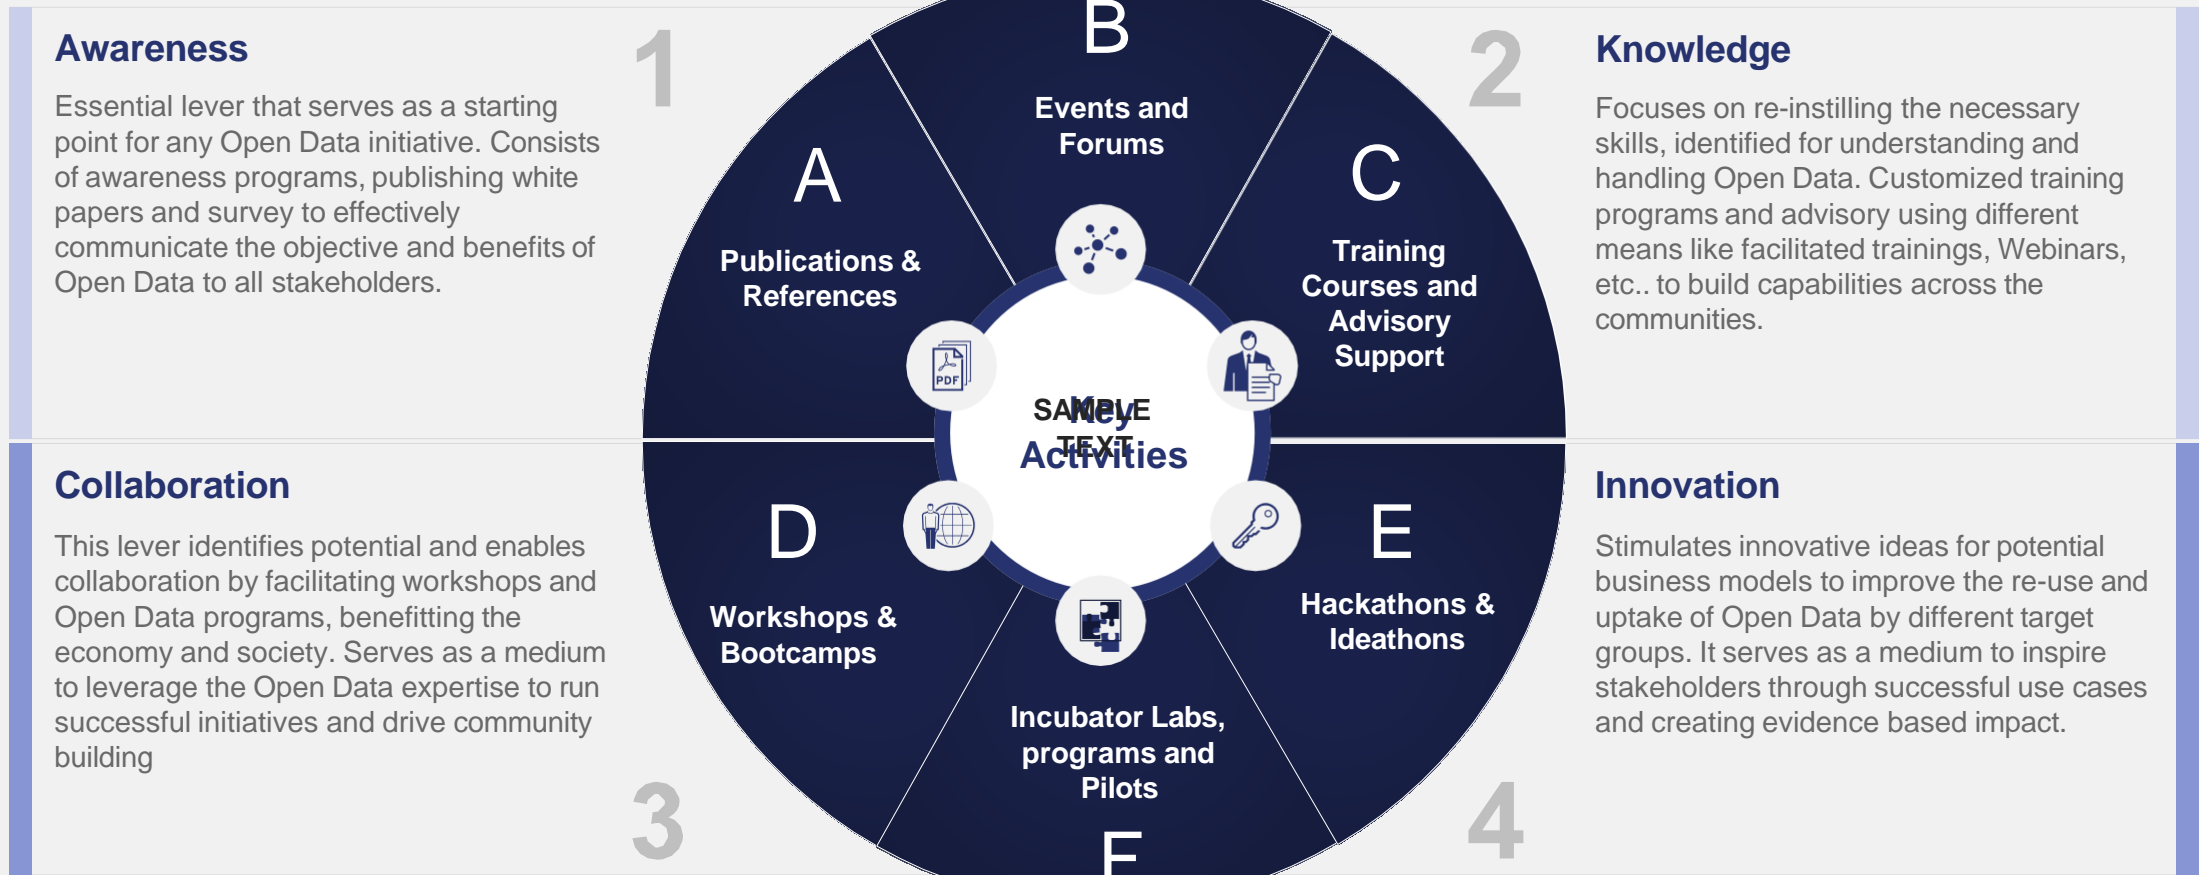 Awareness
1
Essential lever that serves as a starting
point for any Open Data initiative. Consists
of awareness programs, publishing white
papers and survey to effectively
communicate the objective and benefits of
Open Data to all stakeholders.
B
Events and
Forums
A
Publications &
References
C
Training
Courses and
Advisory
Support
PDF
2
Knowledge
Focuses on re-instilling the necessary
skills, identified for understanding and
handling Open Data. Customized training
programs and advisory using different
means like facilitated trainings, Webinars,
etc.. to build capabilities across the
communities.
Key
Activities
SAMPLE
TEXT
Collaboration
This lever identifies potential and enables
collaboration by facilitating workshops and
Open Data programs, benefitting the
economy and society. Serves as a medium
to leverage the Open Data expertise to run
successful initiatives and drive community
building
3
D
Workshops &
Bootcamps
E
Hackathons &
Ideathons
Incubator Labs,
programs and
Pilots
F
Innovation
Stimulates innovative ideas for potential
business models to improve the re-use and
uptake of Open Data by different target
groups. It serves as a medium to inspire
stakeholders through successful use cases
and creating evidence based impact.
4